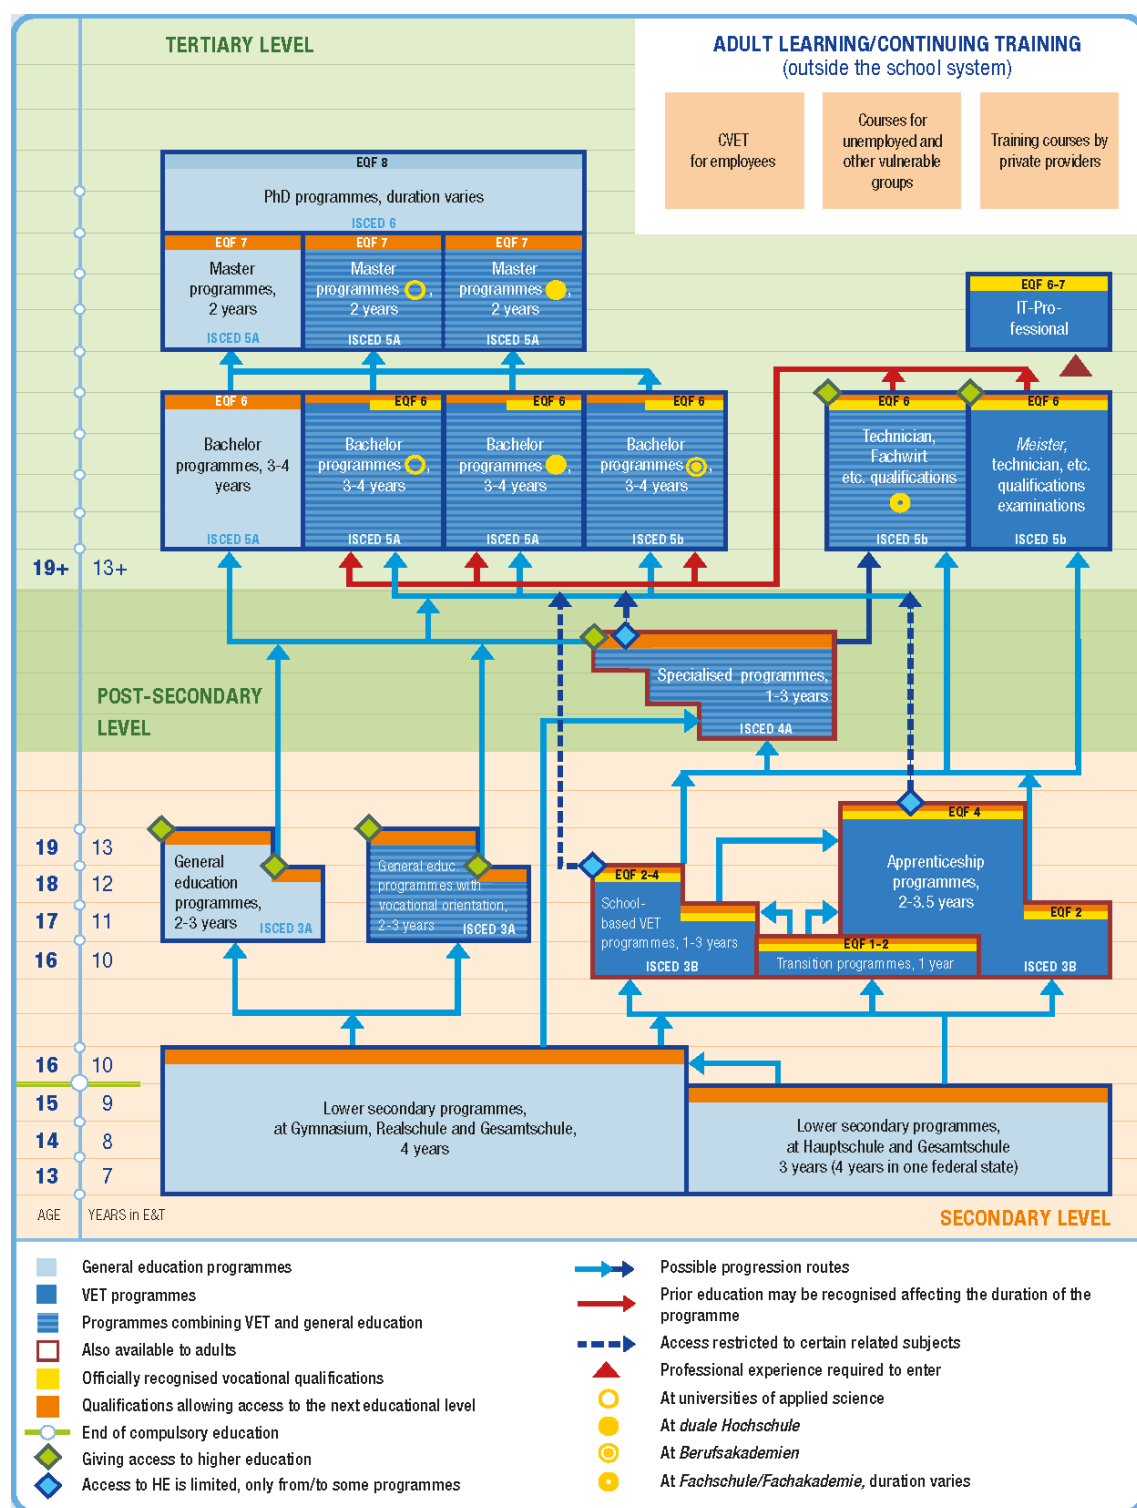 TERTIARY LEVEL
ADULT LEARNING/CONTINUING TRAINING
(outside the school system)
CVET
for employees
Courses for
unemployed and
other vulnerable
groups
Training courses by
private providers
EQF 8
PhD programmes, duration varies
ISCED 6
EQF 7
Master
programmes,
2 years
ISCED 5A
EQF 7
Master
programmes ,
2 years
ISCED 5A
EQF 7
Master
programmes ,
2 years
ISCED 5A
EQF 6-7
IT-Pro-
fessional
EQF 6
Bachelor
programmes, 3-4
years
ISCED 5A
EQF 6
Bachelor
programmes ,
3-4 years
ISCED 5A
EQF 6
Bachelor
programmes ,
3-4 years
ISCED 5A
EQF 6
Bachelor
programmes ,
3-4 years
ISCED 5b
EQF 6
Technician,
Fachwirt
etc. qualifications
ISCED 5b
EQF 6
Meister,
technician, etc.
qualifications
examinations
ISCED 5b
19+ 13+
POST-SECONDARY
LEVEL
Specialised programmes,
1-3 years
ISCED 4A
19 13
18 12
17 11
16 10
General
education
programmes,
2-3 years
ISCED 3A
General educ.
programmes with
vocational orientation,
2-3 years
ISCED 3A
EQF 2-4
School-
based VET
programmes, 1-3 years
ISCED 3B
EQF 4
Apprenticeship
programmes,
2-3.5 years
EQF 2
ISCED 3B
EQF 1-2
Transition programmes, 1 year
16 10
15 9
14 8
13 7
AGE YEARS in E&T
Lower secondary programmes,
at Gymnasium, Realschule and Gesamtschule,
4 years
Lower secondary programmes,
at Hauptschule and Gesamtschule
3 years (4 years in one federal state)
SECONDARY LEVEL
General education programmes
VET programmes
Programmes combining VET and general education
Also available to adults
Officially recognised vocational qualifications
Qualifications allowing access to the next educational level
End of compulsory education
Giving access to higher education
Access to HE is limited, only from/to some programmes
Possible progression routes
Prior education may be recognised affecting the duration of the
programme
Access restricted to certain related subjects
Professional experience required to enter
At universities of applied science
At duale Hochschule
At Berufsakademien
At Fachschule/Fachakademie, duration varies